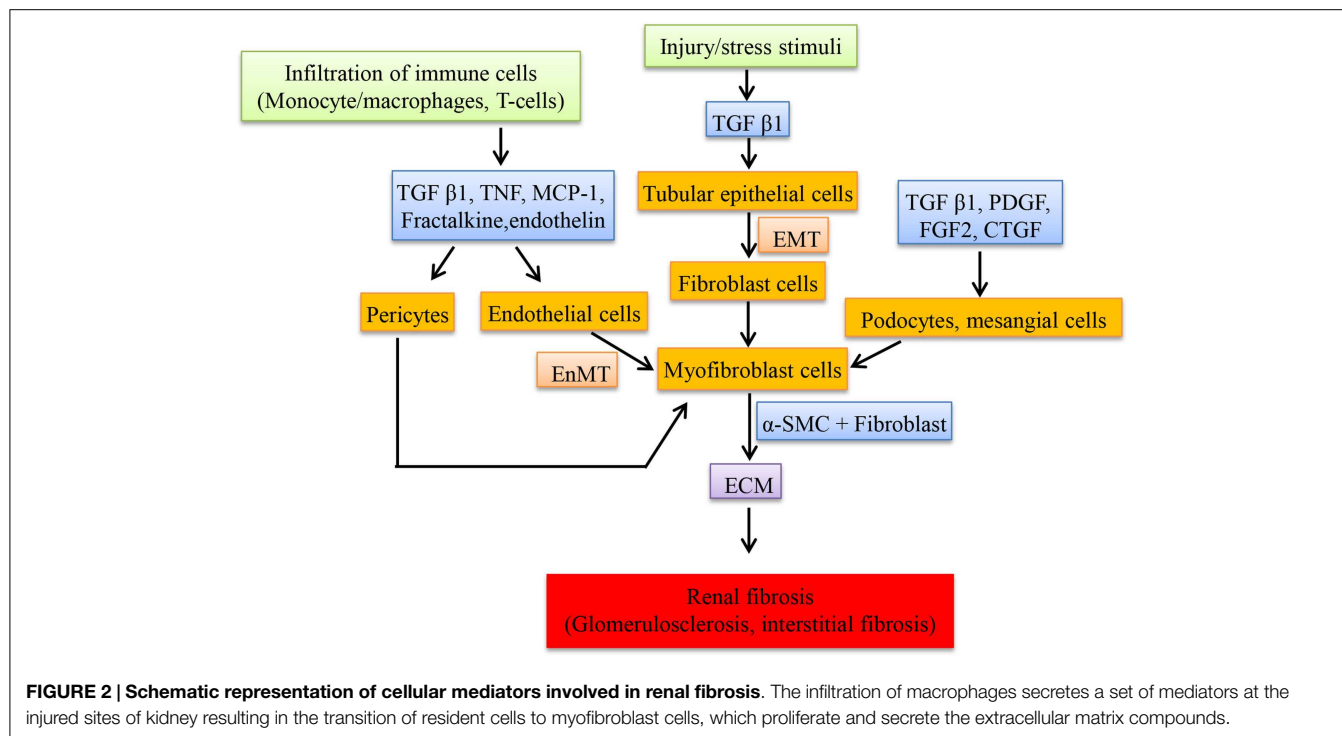 Injury/stress stimuli
Infiltration of immune cells
(Monocyte/macrophages, T-cells)
TGF β1
TGF β1, TNF, MCP-1,
Fractalkine,endothelin
Tubular epithelial cells
TGF β1, PDGF,
FGF2, CTGF
EMT
Fibroblast cells
Pericytes
Endothelial cells
Podocytes, mesangial cells
EnMT
Myofibroblast cells
α-SMC + Fibroblast
ECM
Renal fibrosis
(Glomerulosclerosis, interstitial fibrosis)
FIGURE 2 | Schematic representation of cellular mediators involved in renal fibrosis. The infiltration of macrophages secretes a set of mediators at the
injured sites of kidney resulting in the transition of resident cells to myofibroblast cells, which proliferate and secrete the extracellular matrix compounds.